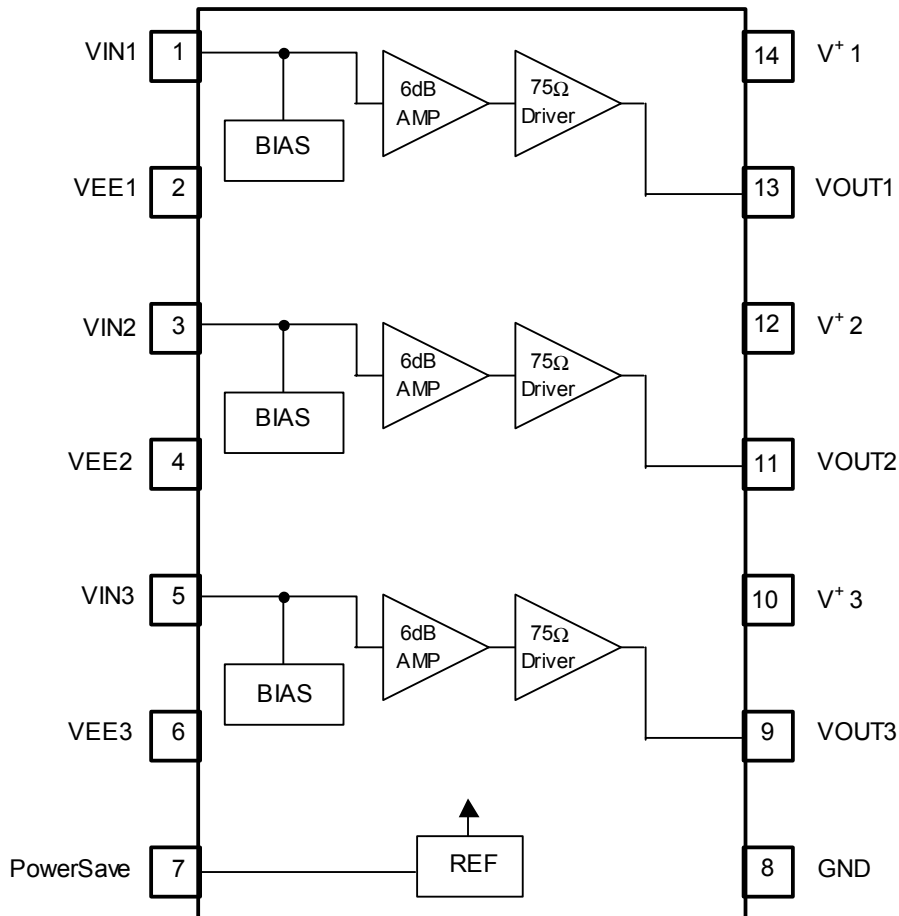 VIN1 1 14 V+ 1
6dB AMP
75Ω Driver
BIAS
VEE1 2 13 VOUT1
VIN2 3 12 V+ 2
6dB AMP
75Ω Driver
BIAS
VEE2 4 11 VOUT2
VIN3 5 10 V+ 3
6dB AMP
75Ω Driver
BIAS
VEE3 6 9 VOUT3
PowerSave 7 REF 8 GND